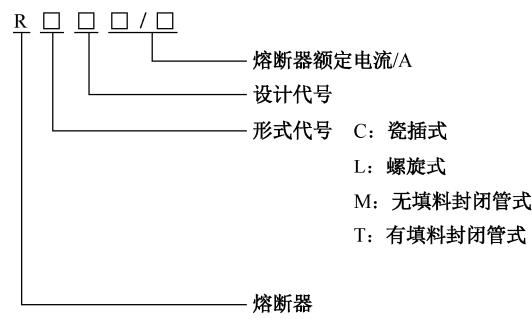 R□□□/□
熔断器额定电流/A
设计代号
形式代号 C：瓷插式
L：螺旋式
M：无填料封闭管式
T：有填料封闭管式
熔断器